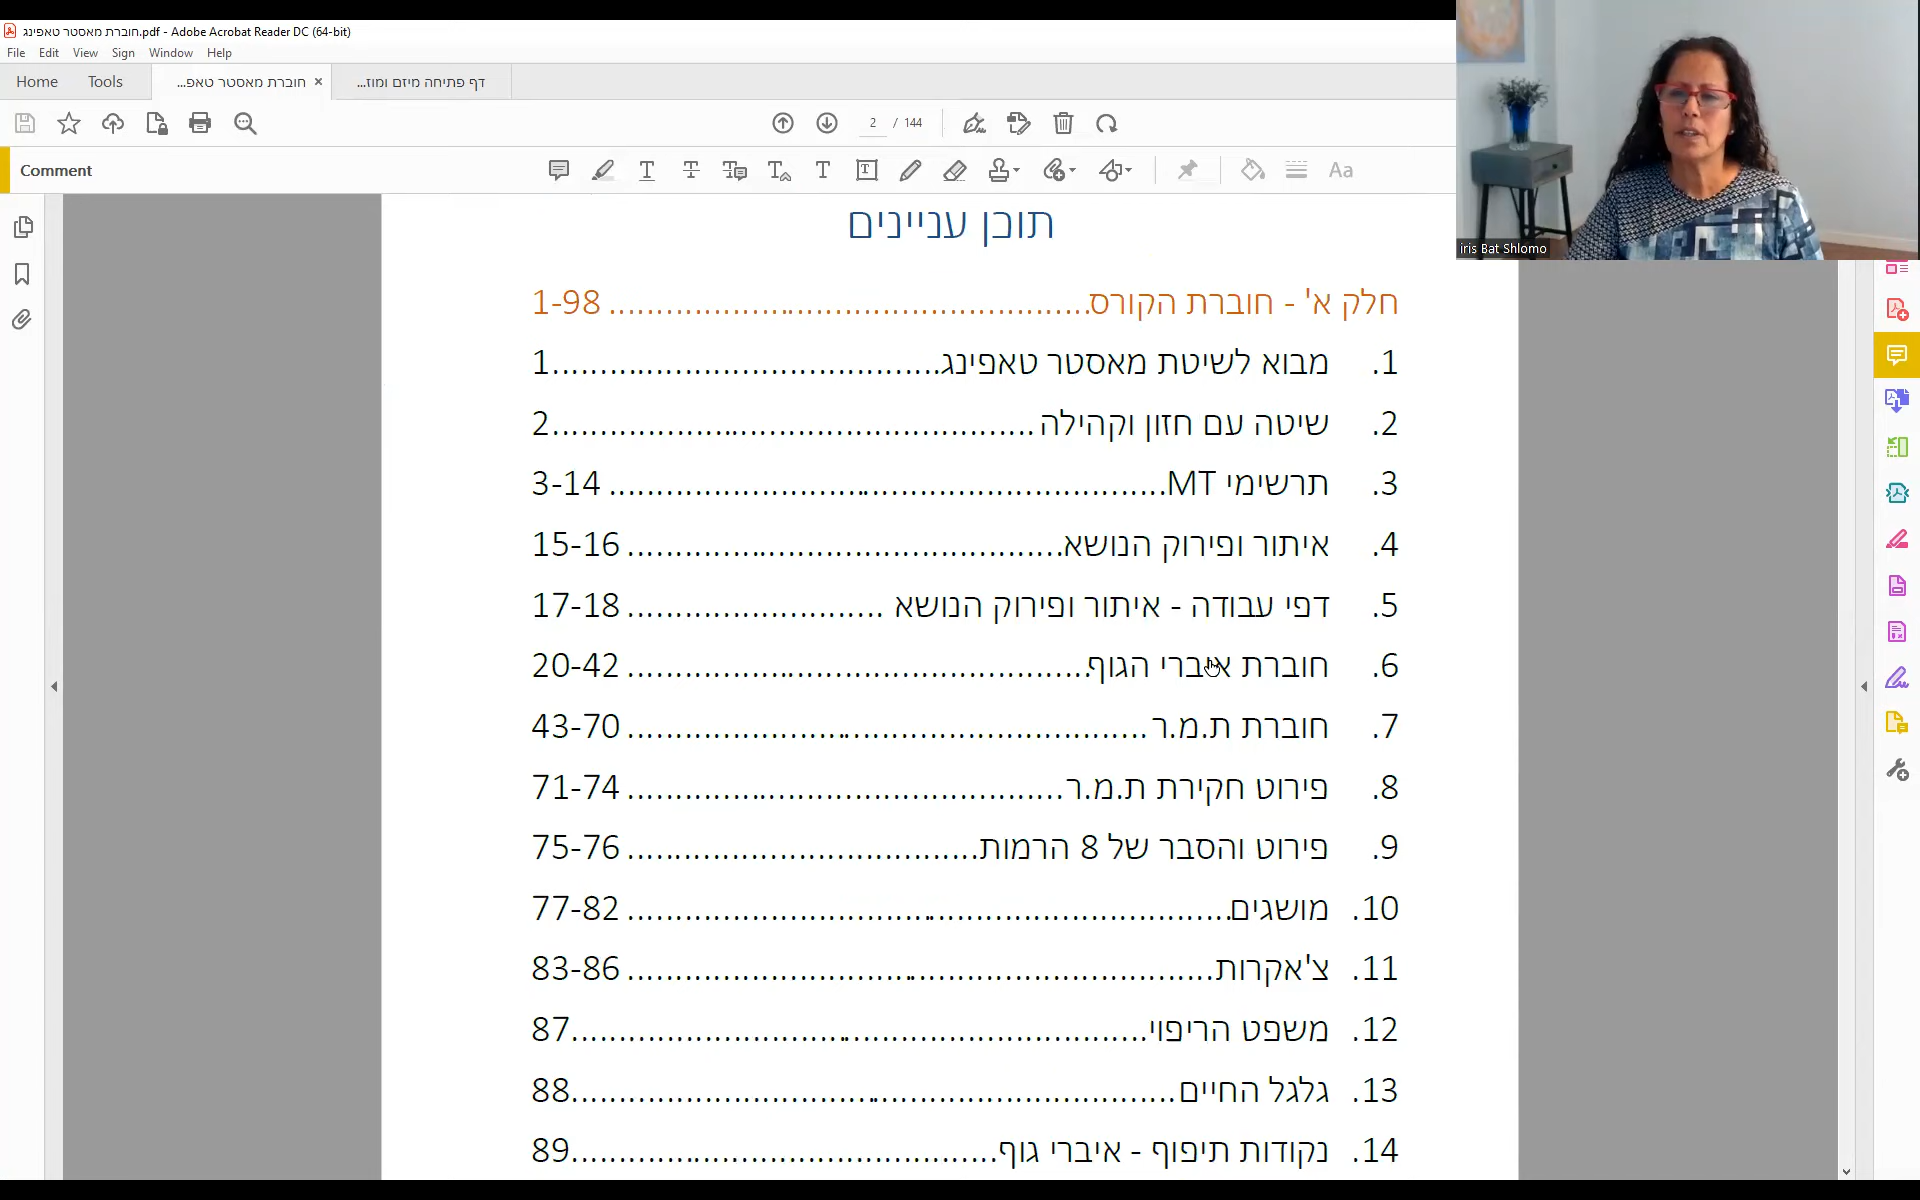 חוברת מאסטר טאפינג.pdf - Adobe Acrobat Reader DC (64-bit)
File Edit View Sign Window Help
Home Tools חוברת מאסטר טאפ... × דף פתיחה מיזם ומוז...
2 / 144
Comment
Aa
iris Bat Shlomo
תוכן עניינים
חלק א' - חוברת הקורס.............................................. 1-98
1. מבוא לשיטת מאסטר טאפינג.........................................1
2. שיטה עם חזון וקהילה...................................................2
3. תרשימי MT........................................................... 3-14
4. איתור ופירוק הנושא.............................................. 15-16
5. דפי עבודה - איתור ופירוק הנושא ........................... 17-18
6. חוברת איברי הגוף................................................ 20-42
7. חוברת ת.מ.ר....................................................... 43-70
8. פירוט חקירת ת.מ.ר.............................................. 71-74
9. פירוט והסבר של 8 הרמות..................................... 75-76
10. מושגים................................................................ 77-82
11. צ'אקרות.............................................................. 83-86
12. משפט הריפוי.............................................................87
13. גלגל החיים................................................................88
14. נקודות תיפוף - איברי גוף.............................................89